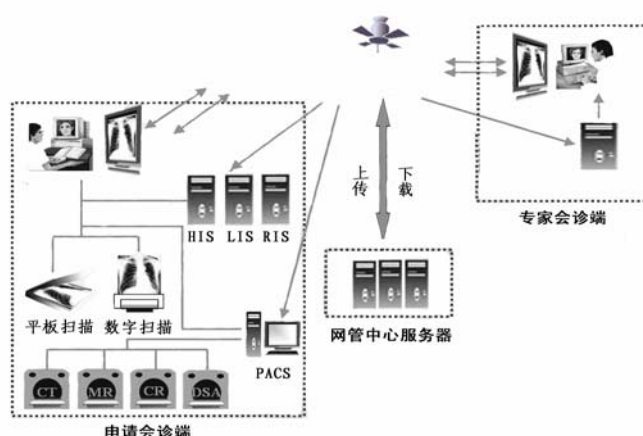 上传
下载
专家会诊端
HIS LIS RIS
平板扫描 数字扫描
网管中心服务器
PACS
CT MR CR DSA
申请会诊端